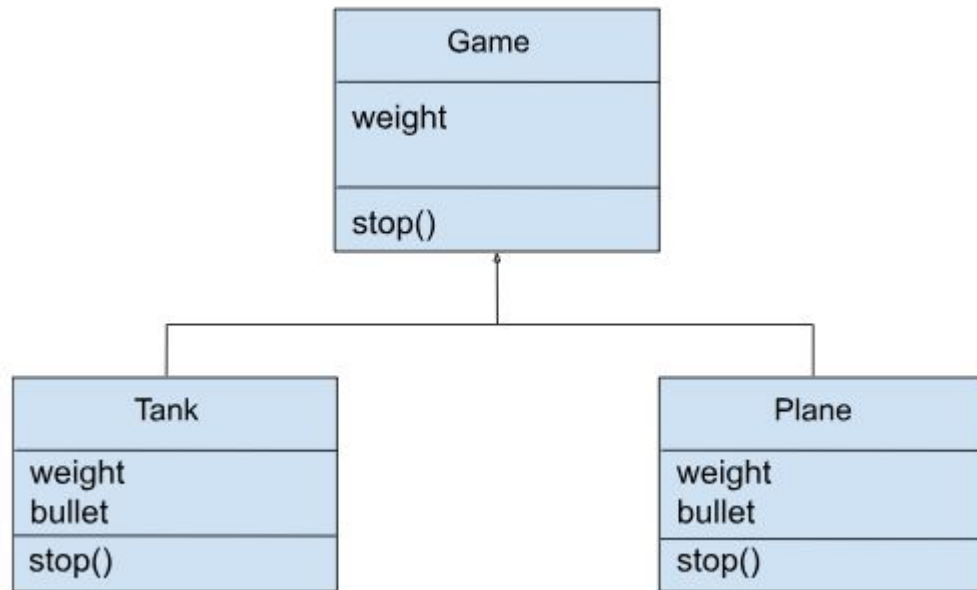 Game
weight
stop()
Tank
weight
bullet
stop()
Plane
weight
bullet
stop()